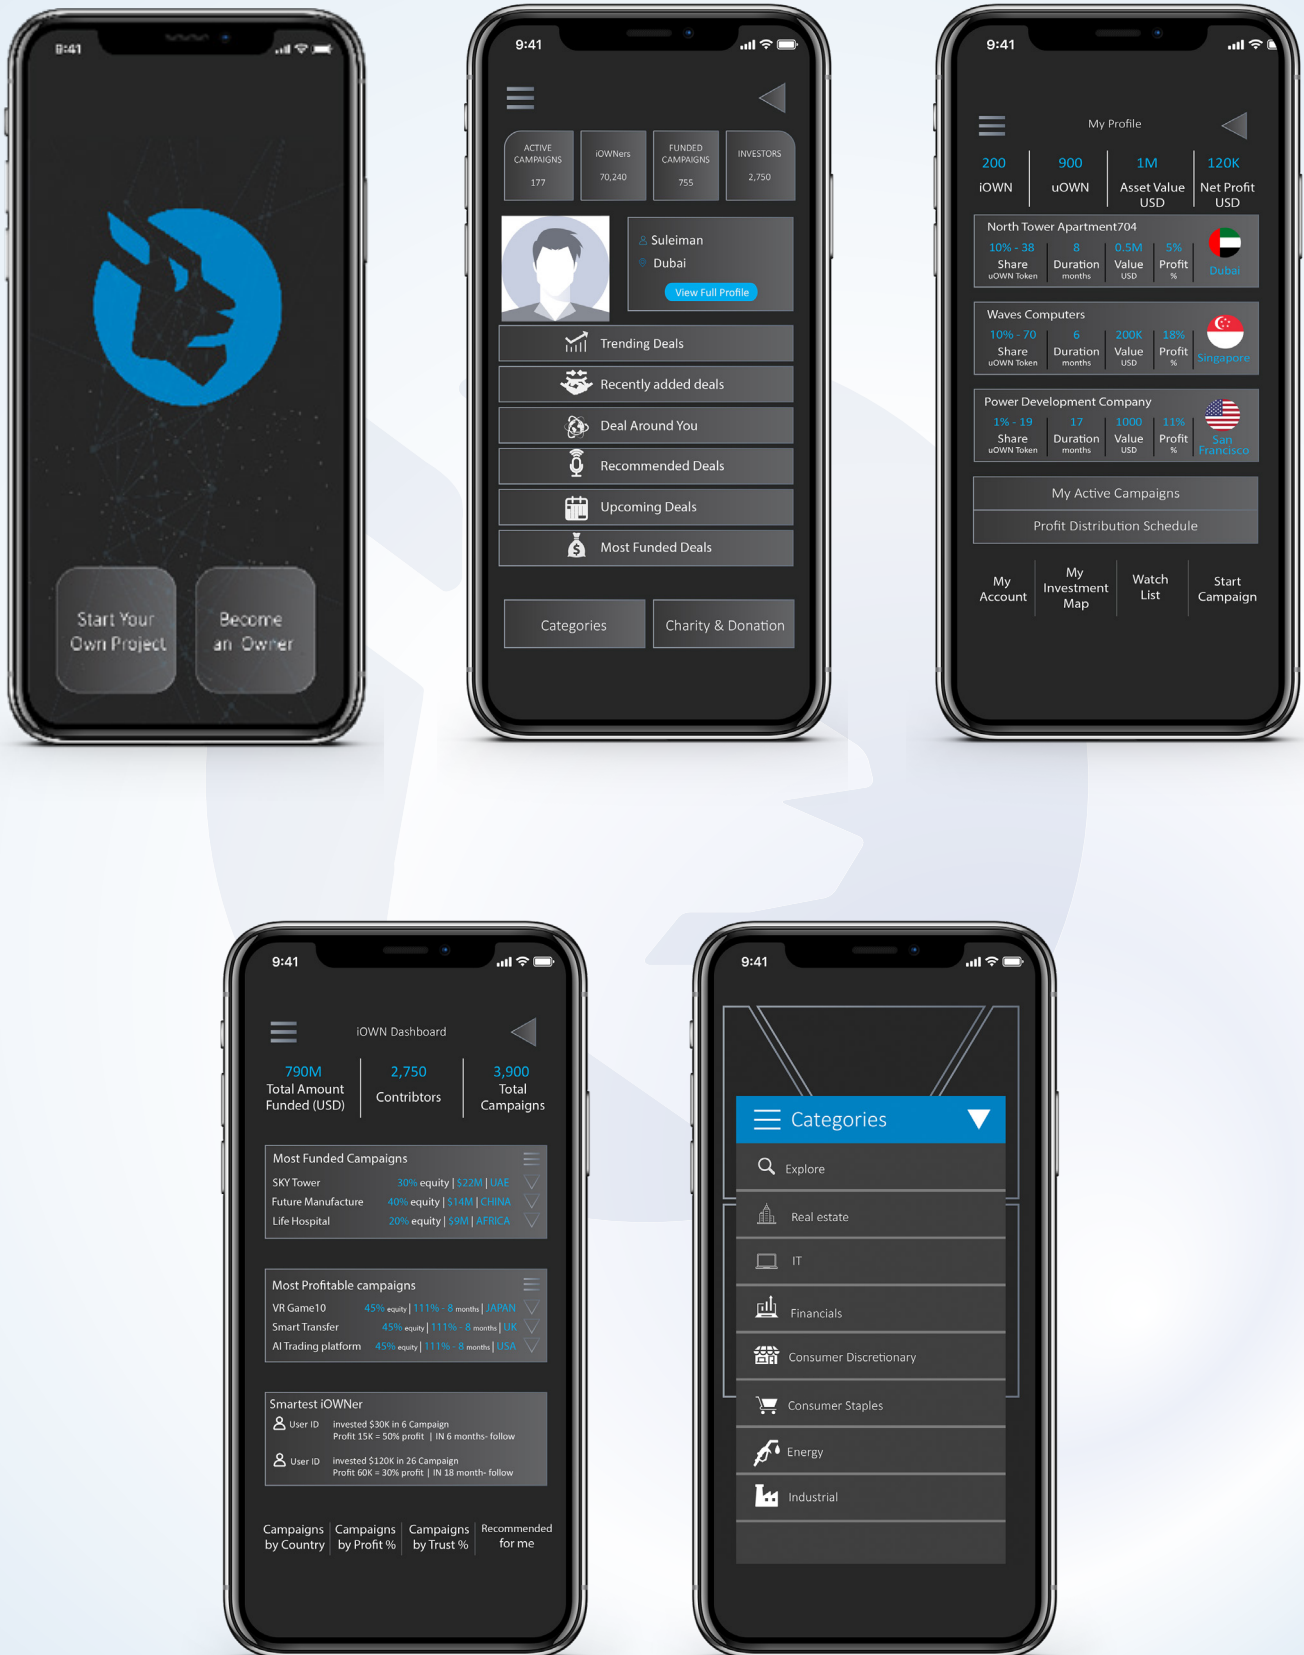 9:41
Start Your
Own Project
Become
an Owner
9:41
ACTIVE
CAMPAIGNS
177
iOWNers
70,240
FUNDED
CAMPAIGNS
755
INVESTORS
2,750
Suleiman
Dubai
View Full Profile
Trending Deals
Recently added deals
Deal Around You
Recommended Deals
Upcoming Deals
Most Funded Deals
Categories
Charity & Donation
9:41
My Profile
200
iOWN
900
uOWN
1M
Asset Value
USD
120K
Net Profit
USD
North Tower Apartment704
10% - 38
Share
uOWN Token
8
Duration
months
0.5M
Value
USD
5%
Profit
%
Dubai
Waves Computers
10% - 70
Share
uOWN Token
6
Duration
months
200K
Value
USD
18%
Profit
%
Singapore
Power Development Company
1% - 19
Share
uOWN Token
17
Duration
months
1000
Value
USD
11%
Profit
%
San
Francisco
My Active Campaigns
Profit Distribution Schedule
My
Account
My
Investment
Map
Watch
List
Start
Campaign
9:41
iOWN Dashboard
790M
Total Amount
Funded (USD)
2,750
Contribtors
3,900
Total
Campaigns
Most Funded Campaigns
SKY Tower 30% equity | $22M | UAE
Future Manufacture 40% equity | $14M | CHINA
Life Hospital 20% equity | $9M | AFRICA
Most Profitable campaigns
VR Game10 45% equity | 111% - 8 months | JAPAN
Smart Transfer 45% equity | 111% - 8 months | UK
AI Trading platform 45% equity | 111% - 8 months | USA
Smartest iOWNer
User ID invested $30K in 6 Campaign
Profit 15K = 50% profit | IN 6 months- follow
User ID invested $120K in 26 Campaign
Profit 60K = 30% profit | IN 18 month- follow
Campaigns
by Country
Campaigns
by Profit %
Campaigns
by Trust %
Recommended
for me
9:41
Categories
Explore
Real estate
IT
Financials
Consumer Discretionary
Consumer Staples
Energy
Industrial